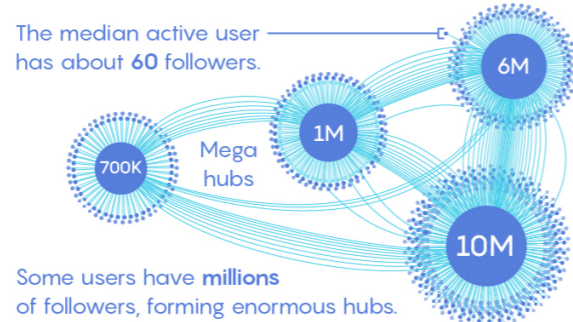 The median active user
has about 60 followers.
6M
1M
700K
Mega
hubs
10M
Some users have millions
of followers, forming enormous hubs.